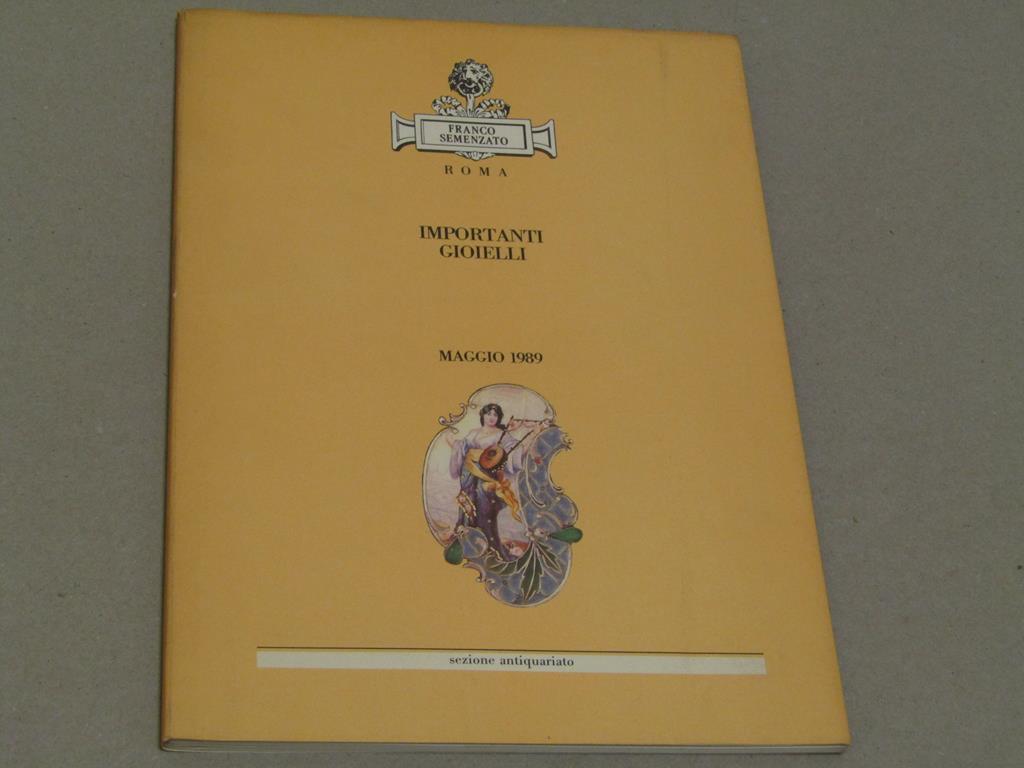 FRANCO
SEMENZATO
ROMA
IMPORTANTI
GIOIELLI
MAGGIO 1989
sezione antiquariato